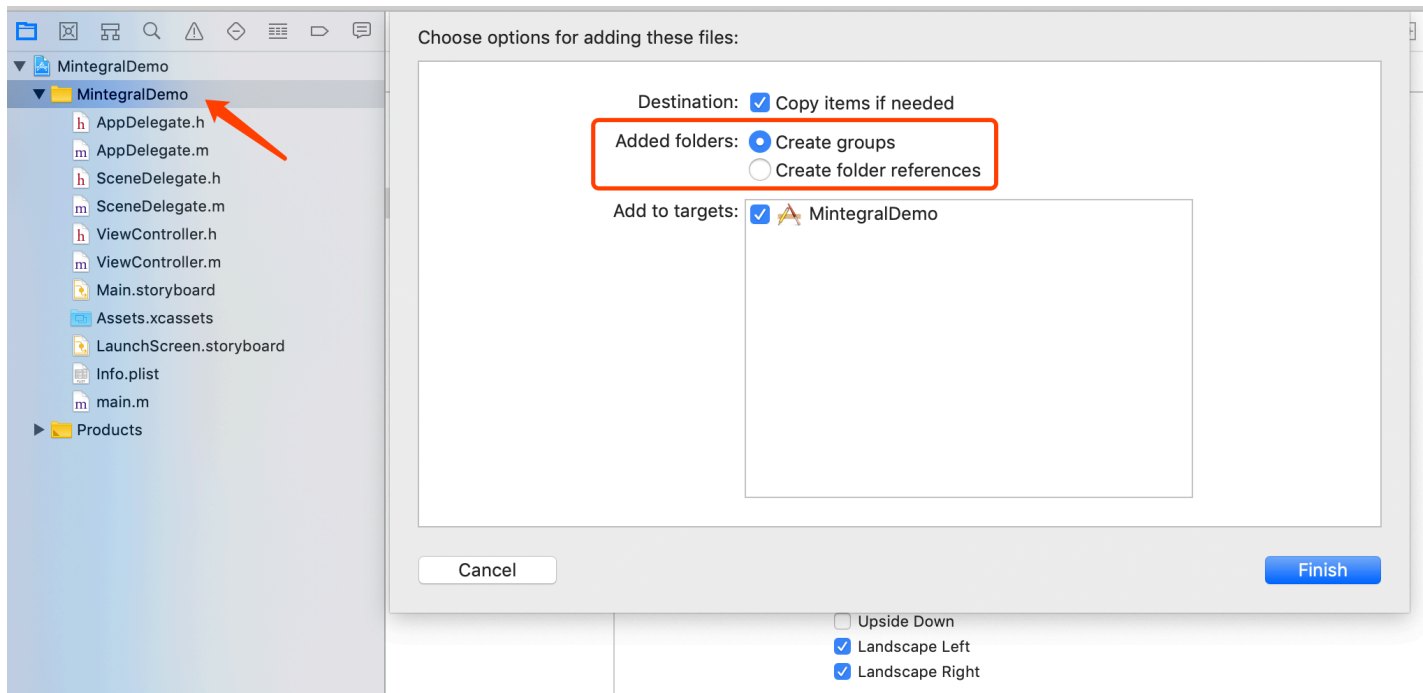 MintegralDemo
MintegralDemo
AppDelegate.h
AppDelegate.m
SceneDelegate.h
SceneDelegate.m
ViewController.h
ViewController.m
Main.storyboard
Assets.xcassets
LaunchScreen.storyboard
Info.plist
main.m
Products
Choose options for adding these files:
Destination: Copy items if needed
Added folders: Create groups
Create folder references
Add to targets: MintegralDemo
Cancel Finish
Upside Down
Landscape Left
Landscape Right